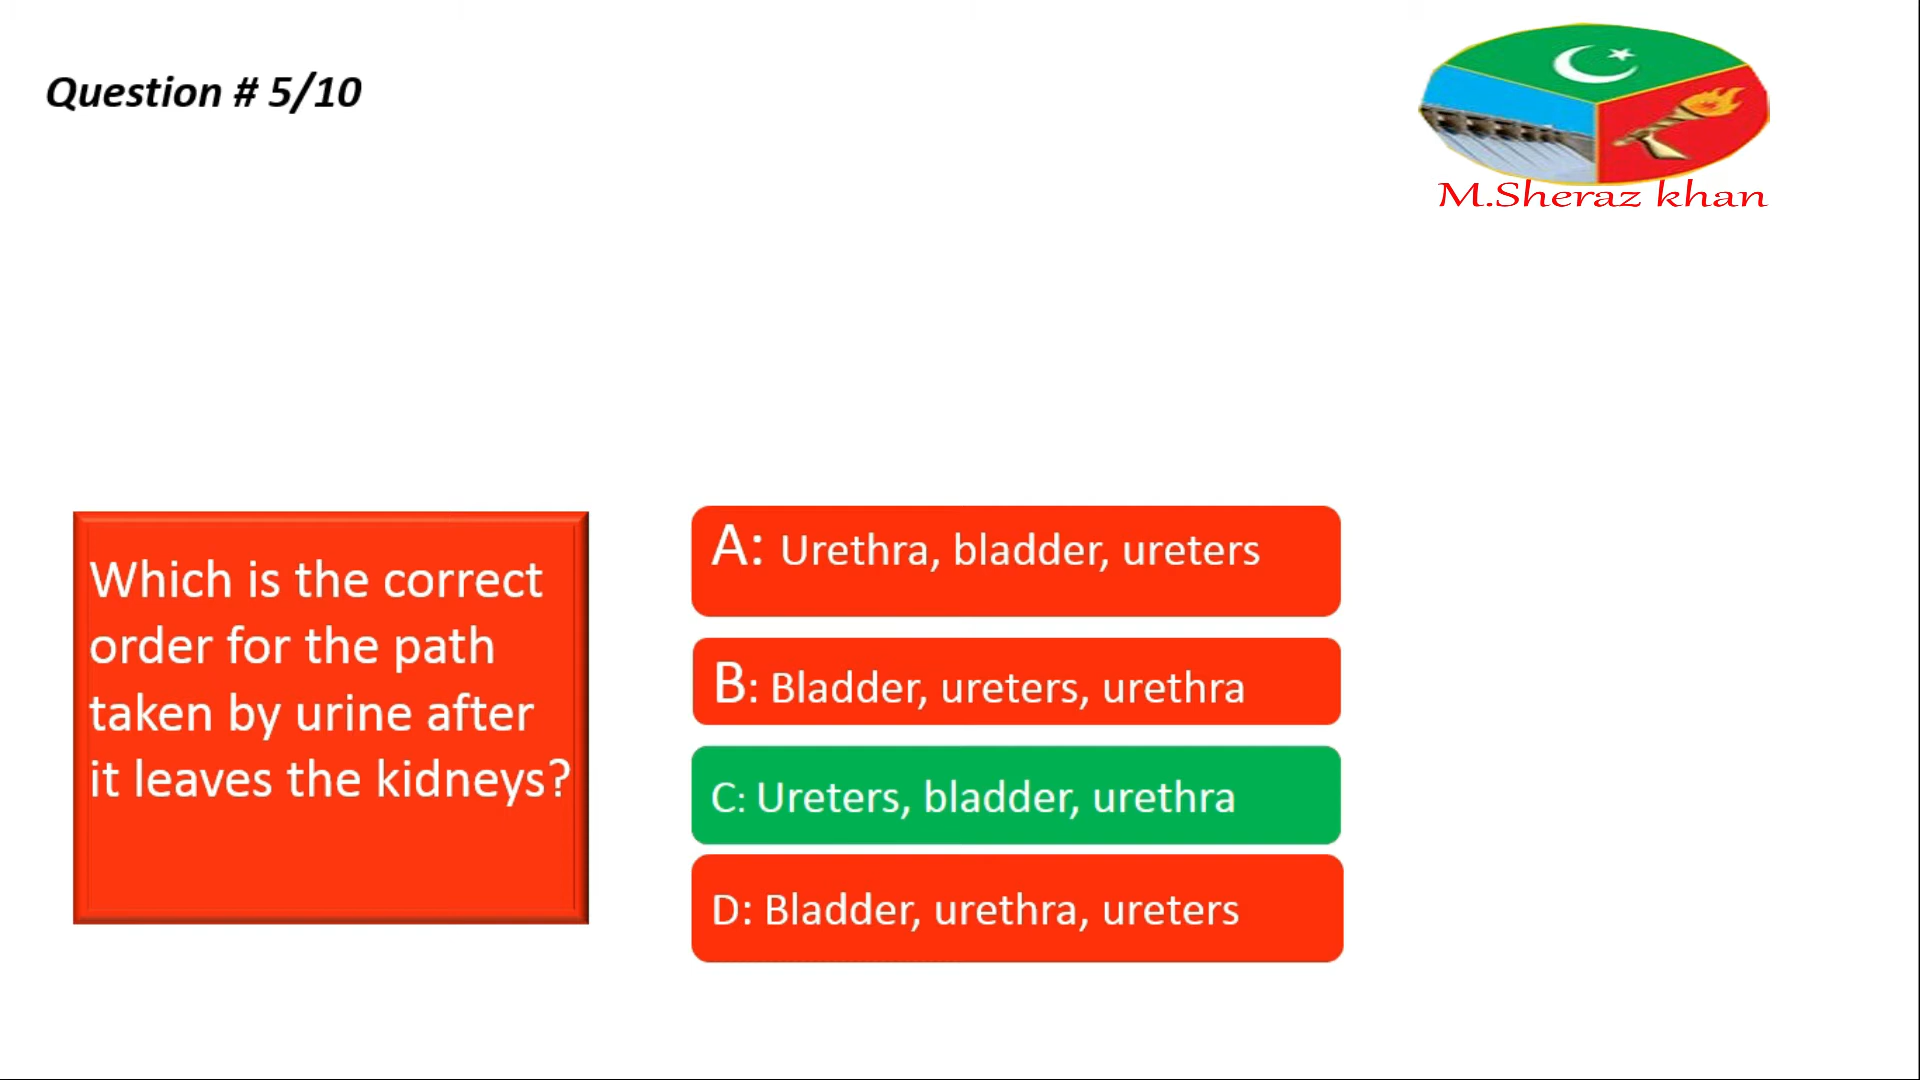 Question # 5/10
M.Sheraz khan
Which is the correct
order for the path
taken by urine after
it leaves the kidneys?
A: Urethra, bladder, ureters
B: Bladder, ureters, urethra
C: Ureters, bladder, urethra
D: Bladder, urethra, ureters